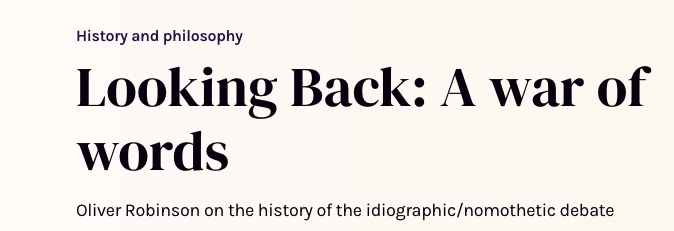 History and philosophy
Looking Back: A war of
words
Oliver Robinson on the history of the idiographic/nomothetic debate